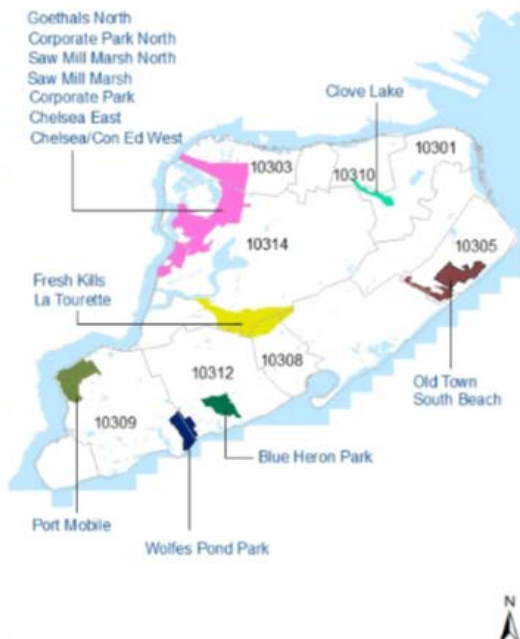 Goethals North
Corporate Park North
Saw Mill Marsh North
Saw Mill Marsh
Corporate Park
Chelsea East
Chelsea/Con Ed West
Clove Lake
10303
10310
10301
10314
10305
Fresh Kills
La Tourette
10308
10312
10309
Old Town
South Beach
Blue Heron Park
Port Mobile
Wolfes Pond Park
N